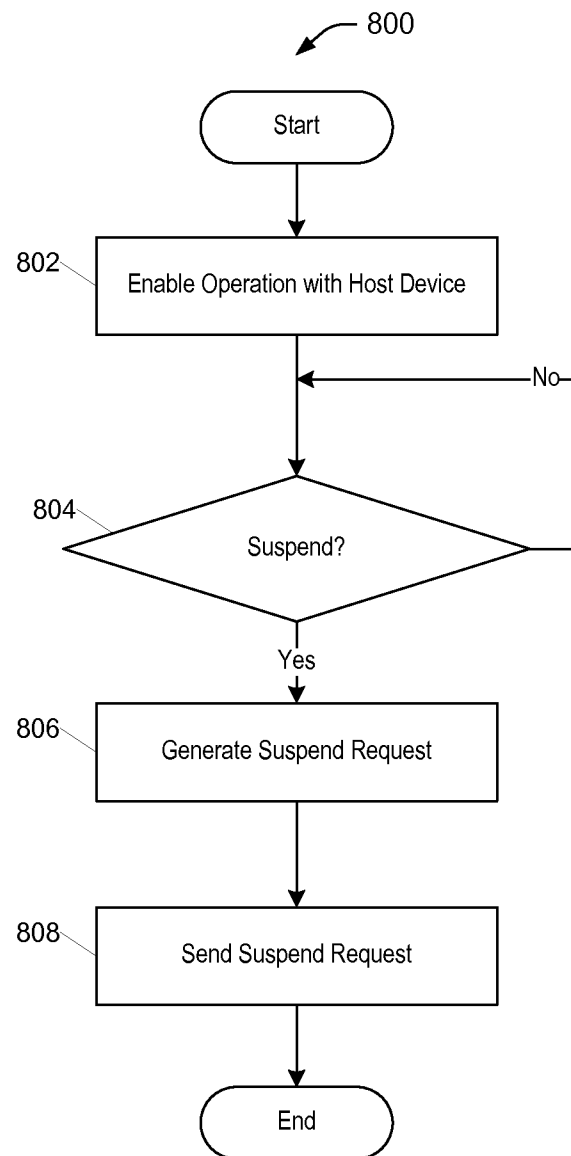 800
Start
802
Enable Operation with Host Device
No
804
Suspend?
Yes
806
Generate Suspend Request
808
Send Suspend Request
End